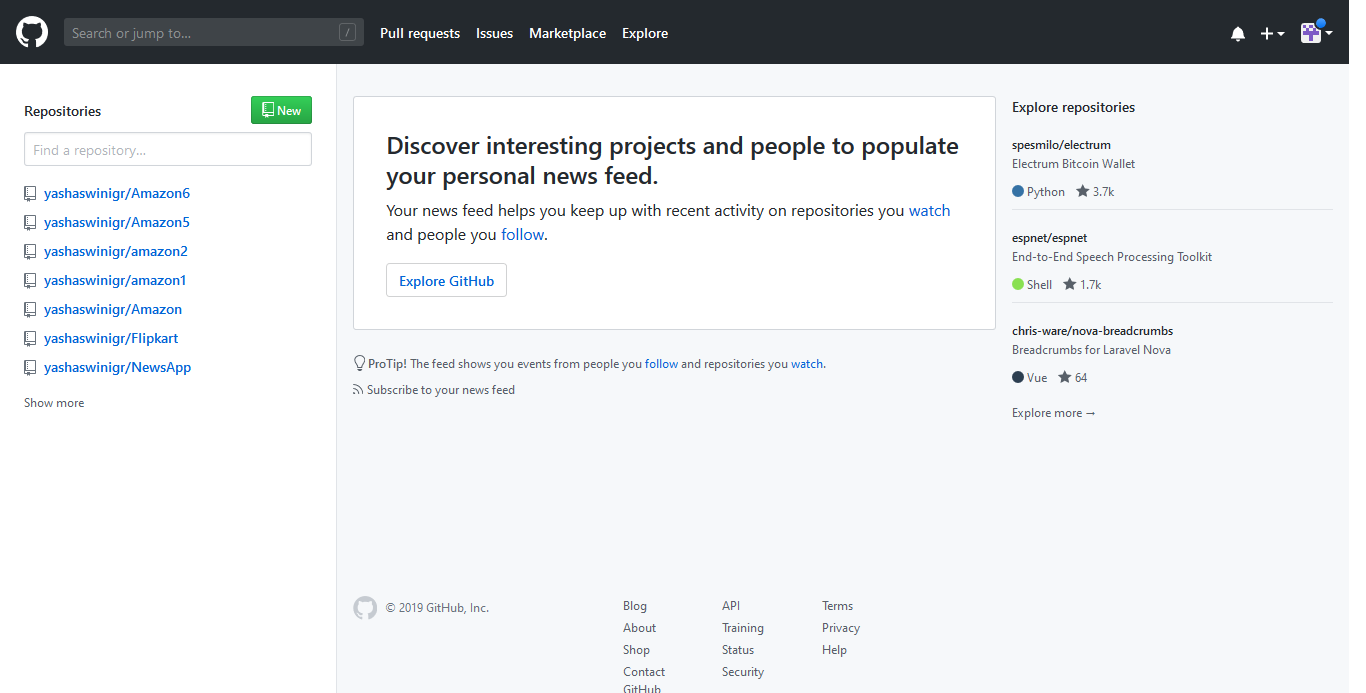 Search or jump to...
/
Pull requests
Issues
Marketplace
Explore
Repositories
New
Find a repository...
yashaswinigr/Amazon6
yashaswinigr/Amazon5
yashaswinigr/amazon2
yashaswinigr/amazon1
yashaswinigr/Amazon
yashaswinigr/Flipkart
yashaswinigr/NewsApp
Show more
Discover interesting projects and people to populate
your personal news feed.
Your news feed helps you keep up with recent activity on repositories you watch
and people you follow.
Explore GitHub
ProTip! The feed shows you events from people you follow and repositories you watch.
Subscribe to your news feed
Explore repositories
spesmilo/electrum
Electrum Bitcoin Wallet
Python 3.7k
espnet/espnet
End-to-End Speech Processing Toolkit
Shell 1.7k
chris-ware/nova-breadcrumbs
Breadcrumbs for Laravel Nova
Vue 64
Explore more →
© 2019 GitHub, Inc.
Blog
About
Shop
Contact
GitHub
API
Training
Status
Security
Terms
Privacy
Help